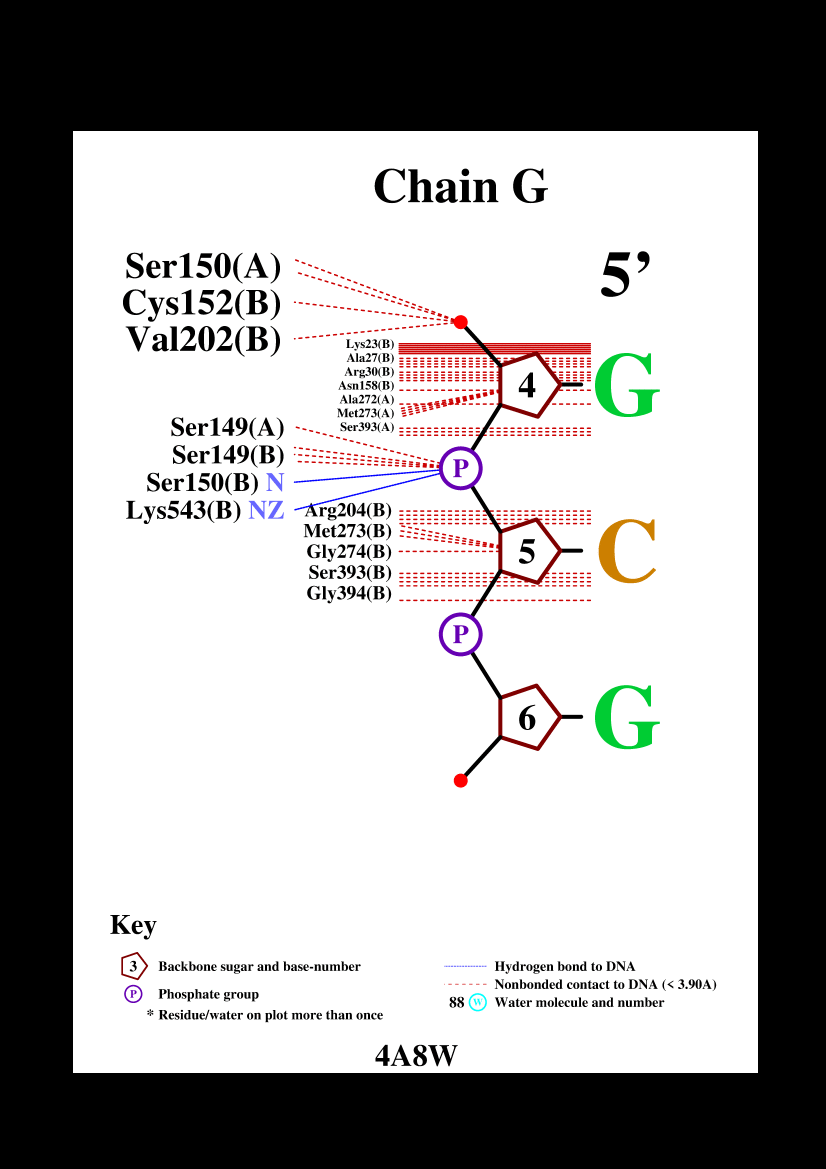 Chain G
5’
Ser150(A)
Cys152(B)
Val202(B)
Lys23(B)
Ala27(B)
Arg30(B)
Asn158(B)
Ala272(A)
Met273(A)
Ser393(A)
4
G
Ser149(A)
Ser149(B)
Ser150(B) N
Lys543(B) NZ
P
Arg204(B)
Met273(B)
Gly274(B)
Ser393(B)
Gly394(B)
5
C
P
6
G
Key
3 Backbone sugar and base-number
P Phosphate group
* Residue/water on plot more than once
Hydrogen bond to DNA
Nonbonded contact to DNA (< 3.90A)
88 W Water molecule and number
4A8W